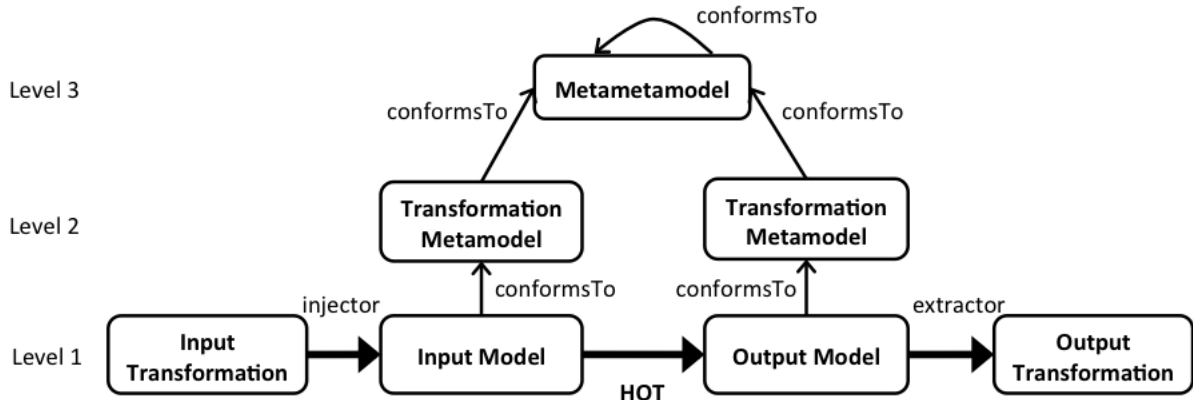 conformsTo
Level 3
Metametamodel
conformsTo
conformsTo
Level 2
Transformation
Metamodel
Transformation
Metamodel
injector
conformsTo
conformsTo
extractor
Level 1
Input
Transformation
Input Model
Output Model
Output
Transformation
HOT